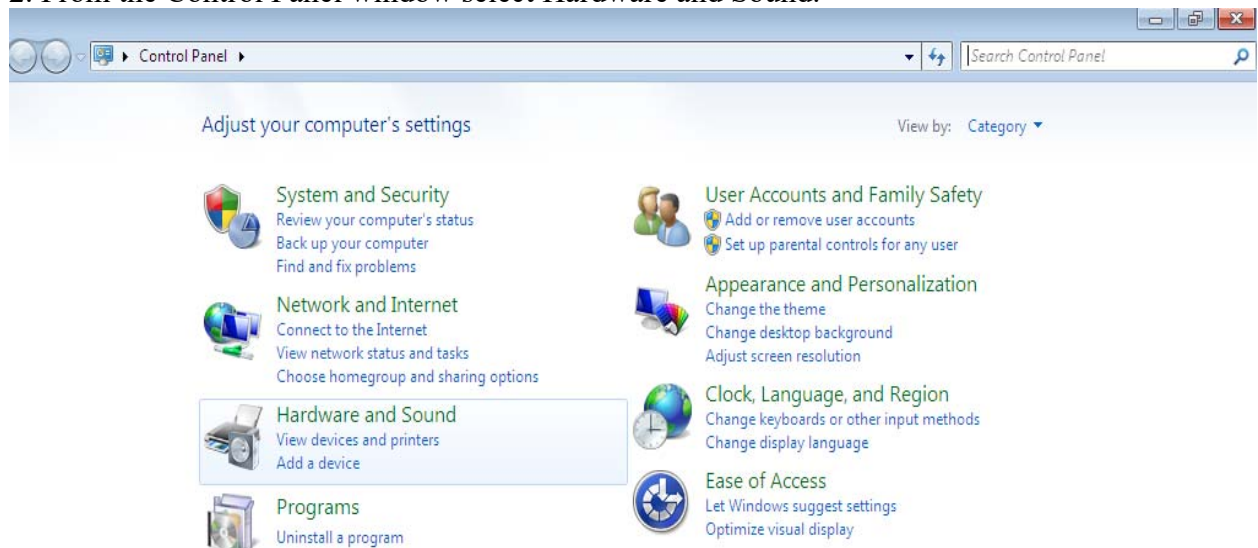 2. From the Control Panel window select Hardware and Sound.
Control Panel
Search Control Panel
Adjust your computer's settings
View by: Category
System and Security
Review your computer's status
Back up your computer
Find and fix problems
Network and Internet
Connect to the Internet
View network status and tasks
Choose homegroup and sharing options
Hardware and Sound
View devices and printers
Add a device
Programs
Uninstall a program
User Accounts and Family Safety
Add or remove user accounts
Set up parental controls for any user
Appearance and Personalization
Change the theme
Change desktop background
Adjust screen resolution
Clock, Language, and Region
Change keyboards or other input methods
Change display language
Ease of Access
Let Windows suggest settings
Optimize visual display